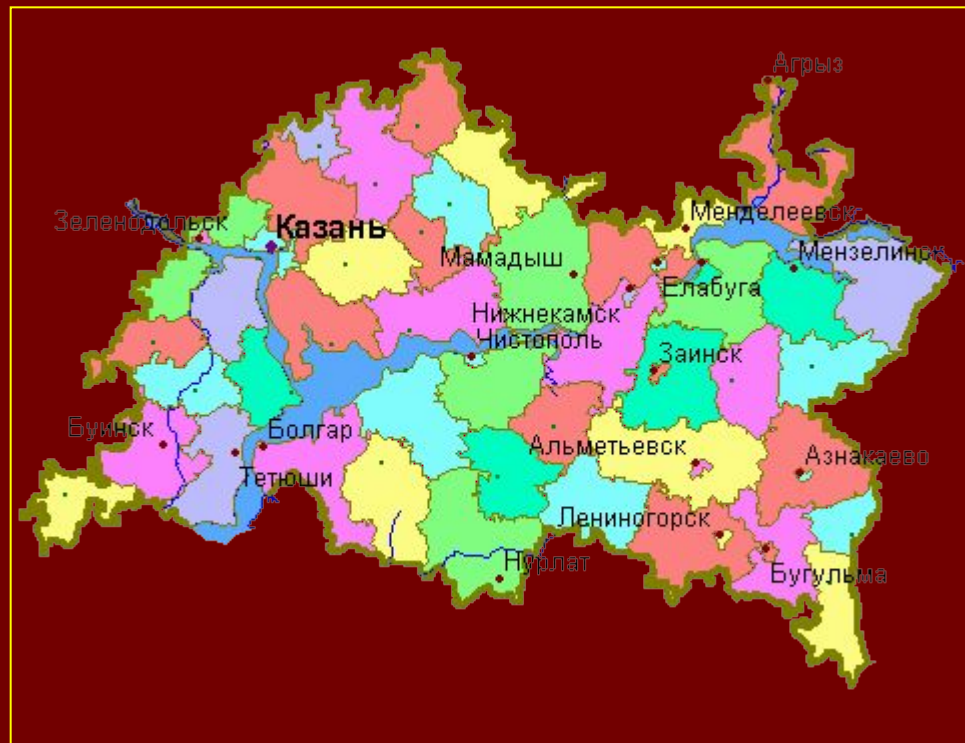 Агрыз
Менделеевск
Зеленодольск
Казань
Мензелинск
Мамадыш
Елабуга
Нижнекамск
Чистополь
Заинск
Буинск
Болгар
Альметьевск
Азнакаево
Тетюши
Лениногорск
Нурлат
Бугульма